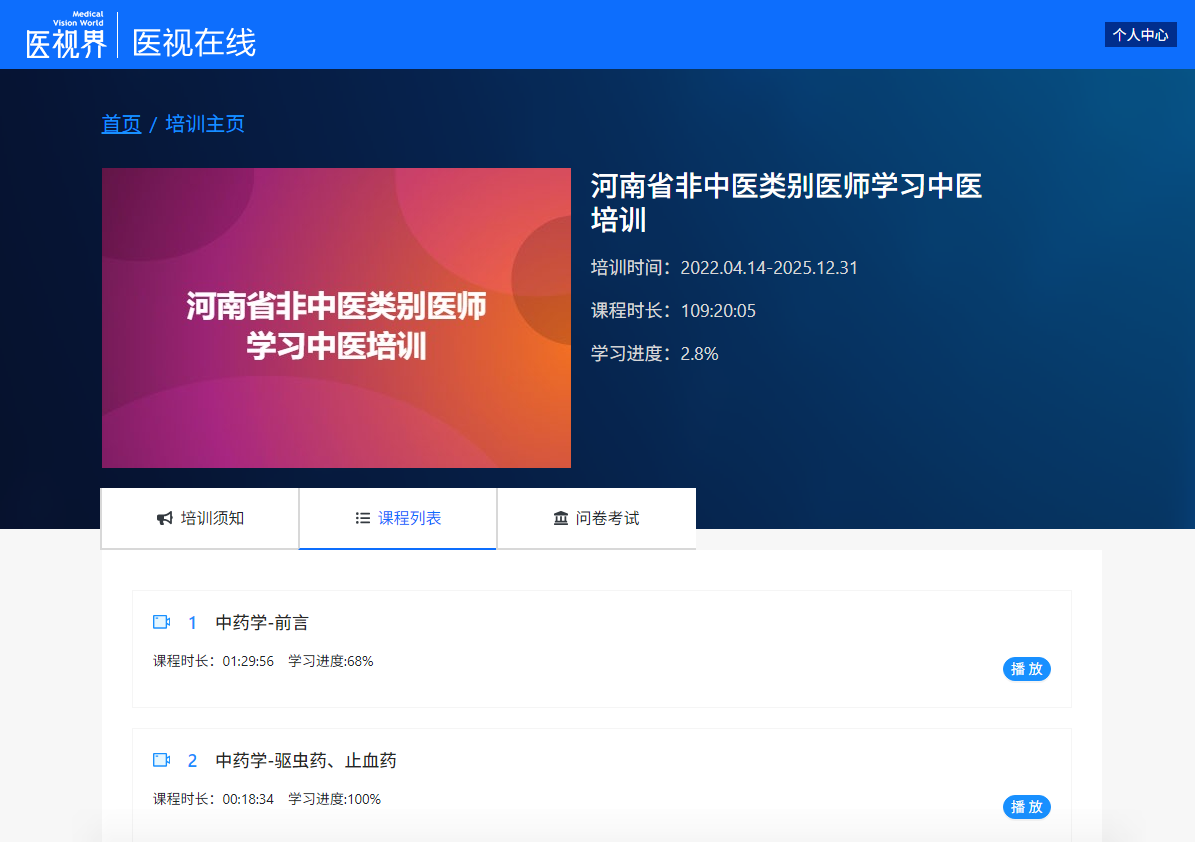 Medical
Vision World
医视界
医视在线
个人中心
首页 / 培训主页
河南省非中医类别医师
学习中医培训
河南省非中医类别医师学习中医
培训
培训时间：2022.04.14-2025.12.31
课程时长：109:20:05
学习进度：2.8%
培训须知
课程列表
问卷考试
1 中药学-前言
课程时长：01:29:56 学习进度:68%
播放
2 中药学-驱虫药、止血药
课程时长：00:18:34 学习进度:100%
播放